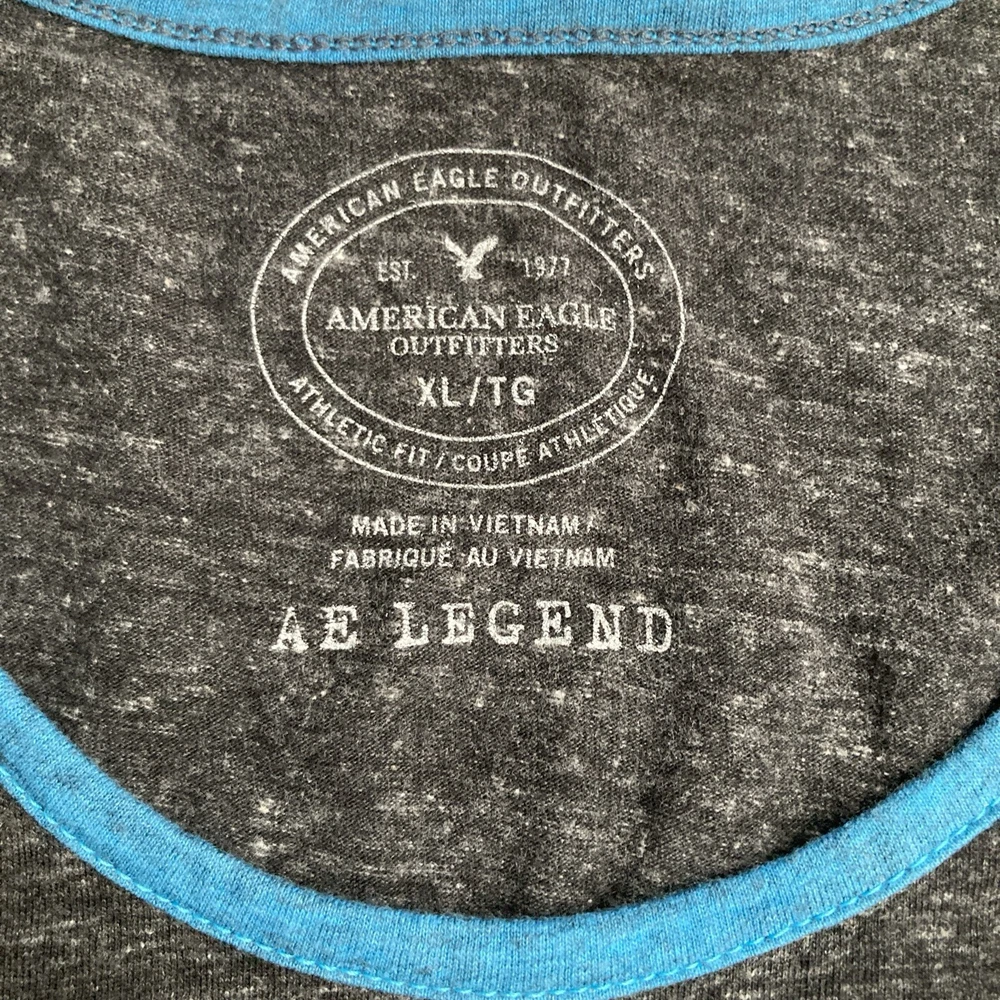 AMERICAN EAGLE OUTFITTERS
EST. 1977
AMERICAN EAGLE
OUTFITTERS
XL/TG
ATHLETIC FIT / COUPE ATHLÉTIQUE
MADE IN VIETNAM /
FABRIQUÉ AU VIETNAM
AE LEGEND